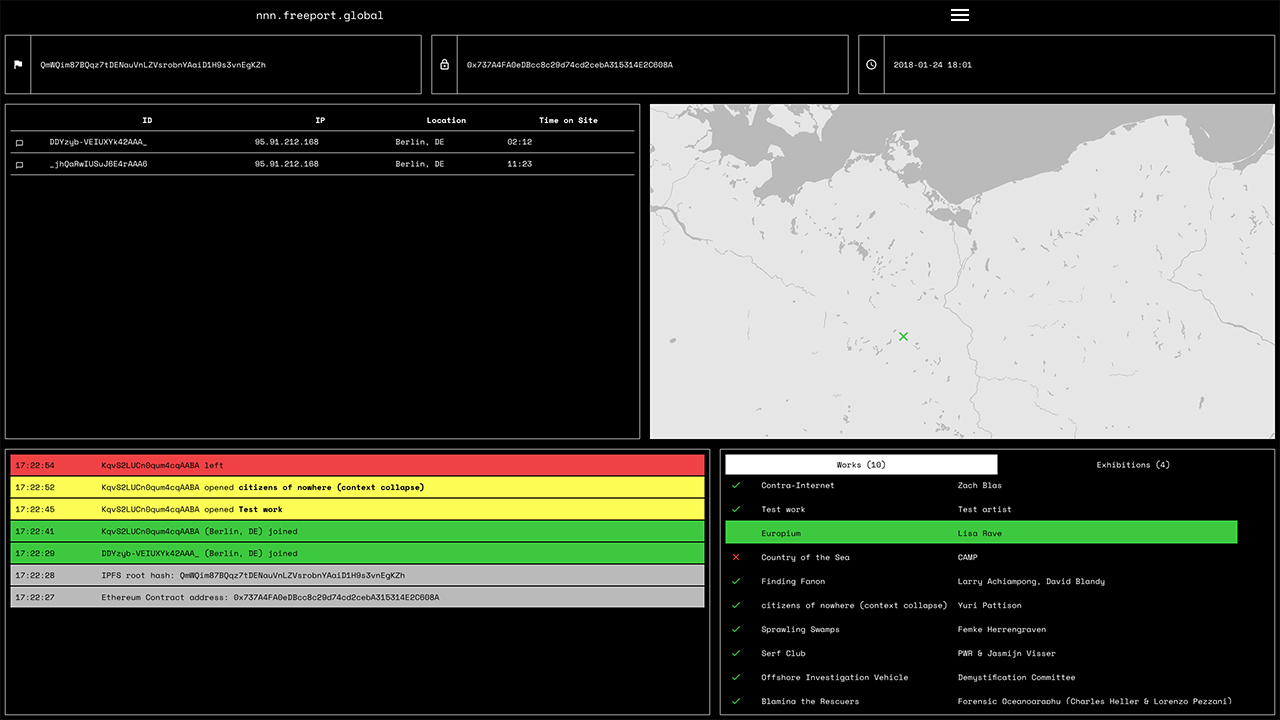 nnn.freeport.global
QmWQim87BQqz7tDENauVnLZVsrobnYAaiD1H9s3vnEgKZh
0x737A4FA0eDBcc8c29d74cd2cebA315314E2C608A
2018-01-24 18:01
ID IP Location Time on Site
DDYzyb-VEIUXYk42AAA_ 95.91.212.168 Berlin, DE 02:12
_jhQaRwIUSuJ6E4rAAA6 95.91.212.168 Berlin, DE 11:23
17:22:54 KqvS2LUCn0qum4cqAABA left
17:22:52 KqvS2LUCn0qum4cqAABA opened citizens of nowhere (context collapse)
17:22:45 KqvS2LUCn0qum4cqAABA opened Test work
17:22:41 KqvS2LUCn0qum4cqAABA (Berlin, DE) joined
17:22:29 DDYzyb-VEIUXYk42AAA_ (Berlin, DE) joined
17:22:28 IPFS root hash: QmWQim87BQqz7tDENauVnLZVsrobnYAaiD1H9s3vnEgKZh
17:22:27 Ethereum Contract address: 0x737A4FA0eDBcc8c29d74cd2cebA315314E2C608A
Works (10) Exhibitions (4)
Contra-Internet Zach Blas
Test work Test artist
Europium Lisa Rave
Country of the Sea CAMP
Finding Fanon Larry Achiampong, David Blandy
citizens of nowhere (context collapse) Yuri Pattison
Sprawling Swamps Femke Herrengraven
Serf Club PWR & Jasmijn Visser
Offshore Investigation Vehicle Demystification Committee
Blaming the Rescuers Forensic Oceanography (Charles Heller & Lorenzo Pezzani)